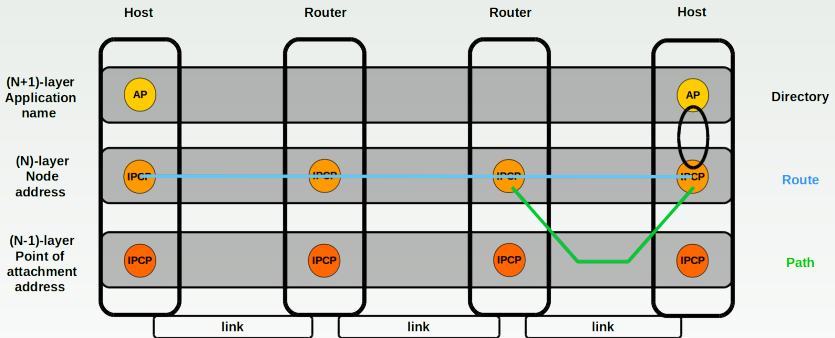 Host Router Router Host
(N+1)-layer
Application
name
AP AP
Directory
(N)-layer
Node
address
IPCP IPCP IPCP IPCP
Route
(N-1)-layer
Point of
attachment
address
IPCP IPCP IPCP IPCP
Path
link link link